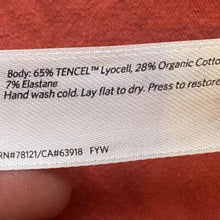 Body: 65% TENCEL™ Lyocell, 28% Organic Cotto
7% Elastane
Hand wash cold. Lay flat to dry. Press to restore
RN#78121/CA#63918 FYW